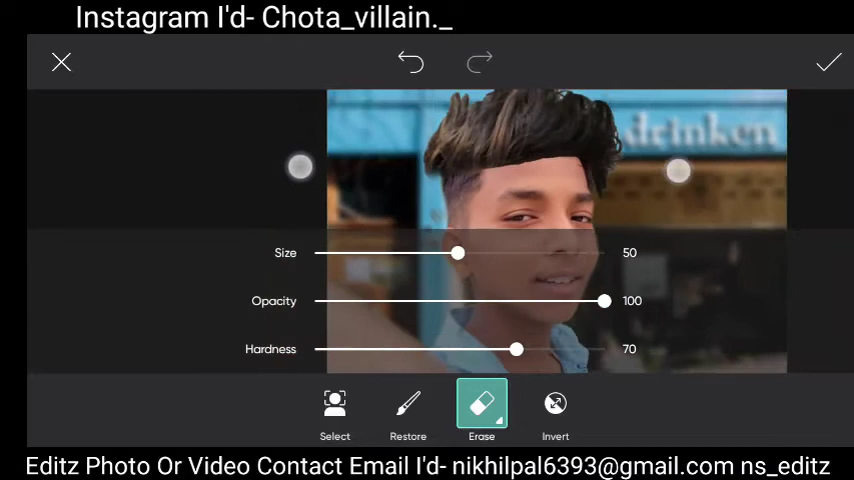 Instagram I'd- Chota_villain._
drinken
Size 50
Opacity 100
Hardness 70
Select Restore Erase Invert
Editz Photo Or Video Contact Email I'd- nikhilpal6393@gmail.com ns_editz